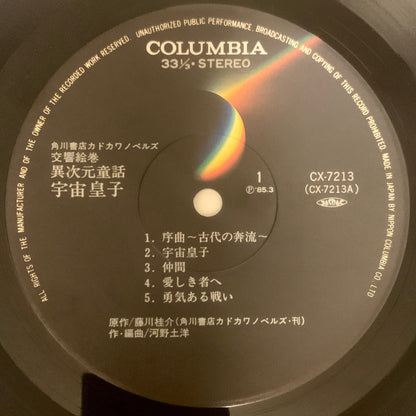 ALL RIGHTS OF THE MANUFACTURER AND OF THE OWNER OF THE RECORDED WORK RESERVED. UNAUTHORIZED PUBLIC PERFORMANCE, BROADCASTING AND COPYING OF THIS RECORD PROHIBITED. MADE IN JAPAN BY NIPPON COLUMBIA CO., LTD.
COLUMBIA
33⅓・STEREO
角川書店カドカワノベルズ
交響絵巻
異次元童話
宇宙皇子
1
Ⓟ'85.3
CX-7213
(CX-7213A)
1. 序曲～古代の奔流～
2. 宇宙皇子
3. 仲間
4. 愛しき者へ
5. 勇気ある戦い
原作/藤川桂介(角川書店カドカワノベルズ・刊)
作・編曲/河野土洋